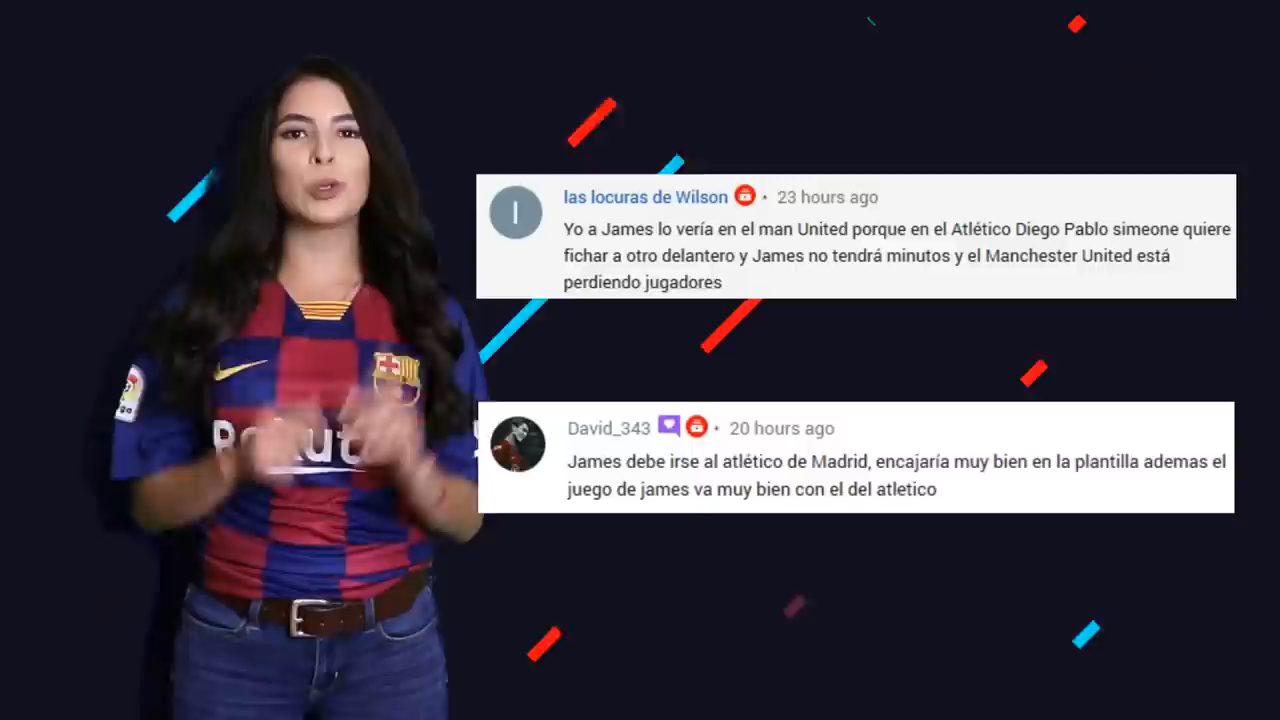 las locuras de Wilson • 23 hours ago
Yo a James lo vería en el man United porque en el Atlético Diego Pablo simeone quiere
fichar a otro delantero y James no tendrá minutos y el Manchester United está
perdiendo jugadores
David_343 • 20 hours ago
James debe irse al atlético de Madrid, encajaría muy bien en la plantilla ademas el
juego de james va muy bien con el del atletico